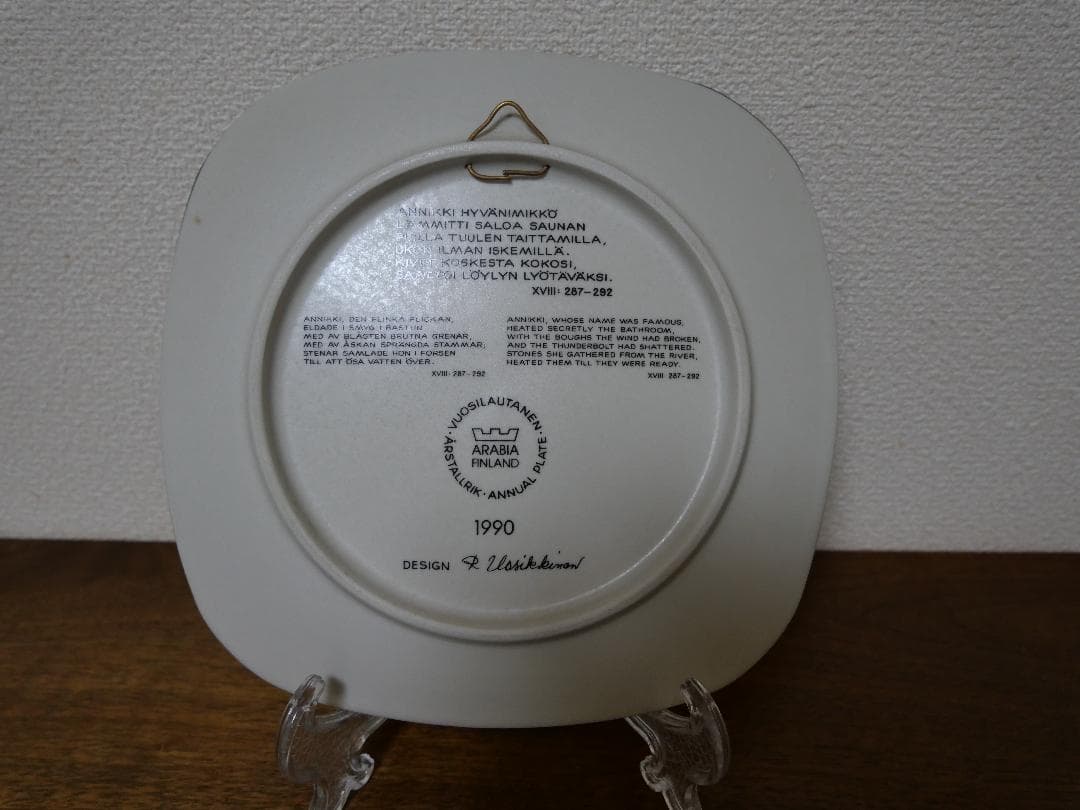 ANNIKKI HYVÄNIMIKKÖ
LÄMMITTI SALOA SAUNAN
TUULEN TAITTAMILLA,
UKON ILMAN ISKEMILLÄ.
KIVET KOSKESTA KOKOSI,
LÖYLYN LYÖTÄVÄKSI.
XVIII: 287-292
ANNIKKI, DEN FLINKA FLICKAN,
ELDADE I SMYG I BASTUN
MED AV BLÅSTEN BRUTNA GRENAR,
MED AV ÅSKAN SPRÄNGDA STAMMAR;
STENAR SAMLADE HON I FORSEN
TILL ATT ÖSA VATTEN ÖVER.
XVIII: 287-292
ANNIKKI, WHOSE NAME WAS FAMOUS,
HEATED SECRETLY THE BATHROOM,
WITH THE BOUGHS THE WIND HAD BROKEN,
AND THE THUNDERBOLT HAD SHATTERED.
STONES SHE GATHERED FROM THE RIVER,
HEATED THEM TILL THEY WERE READY.
XVIII 287-292
· VUOSILAUTANEN · ANNUAL PLATE · ÅRSTALLRIK
ARABIA
FINLAND
1990
DESIGN R Uosikkinen